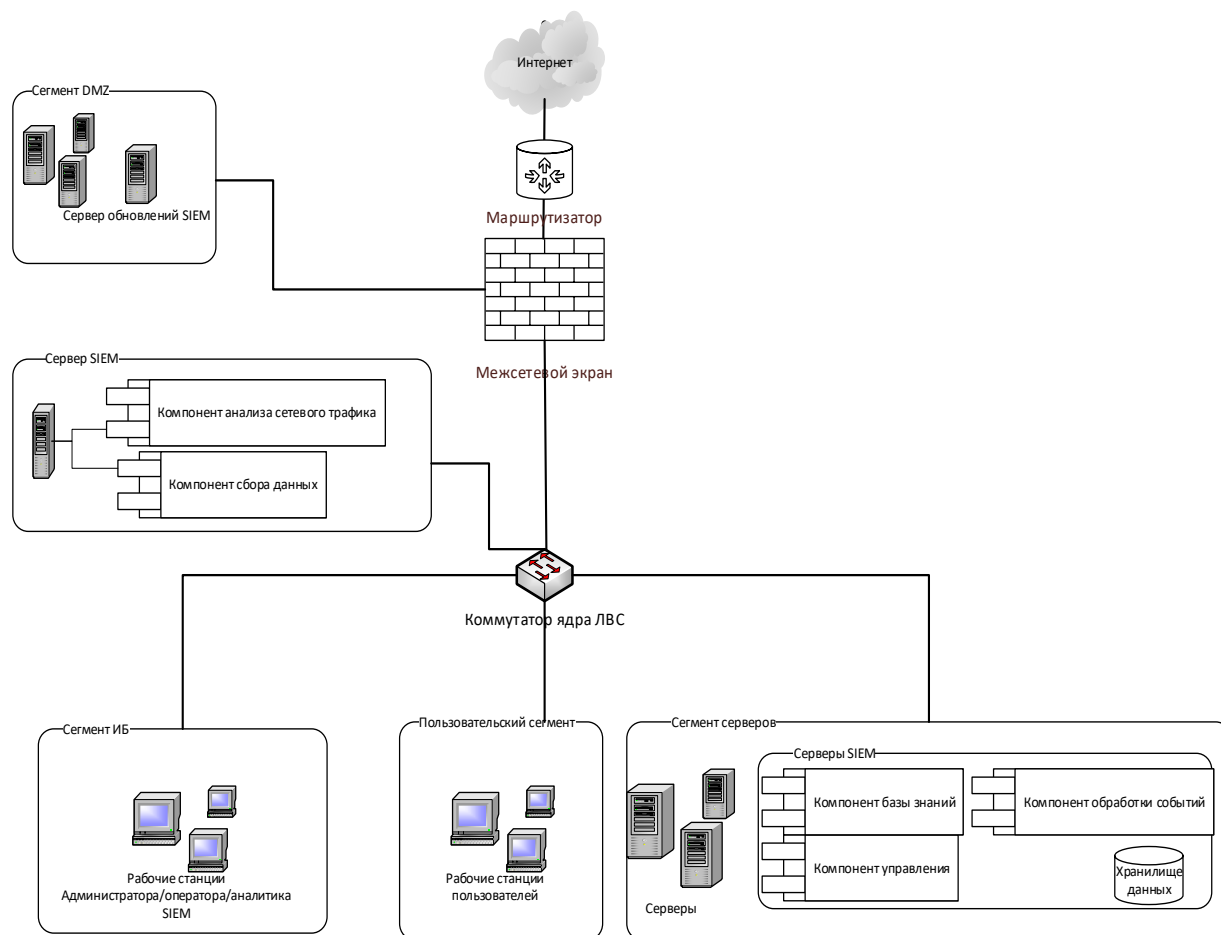 Интернет
Сегмент DMZ
Сервер обновлений SIEM
Маршрутизатор
Межсетевой экран
Сервер SIEM
Компонент анализа сетевого трафика
Компонент сбора данных
Коммутатор ядра ЛВС
Сегмент ИБ
Рабочие станции
Администратора/оператора/аналитика
SIEM
Пользовательский сегмент
Рабочие станции
пользователей
Сегмент серверов
Серверы
Серверы SIEM
Компонент базы знаний
Компонент обработки событий
Компонент управления
Хранилище
данных